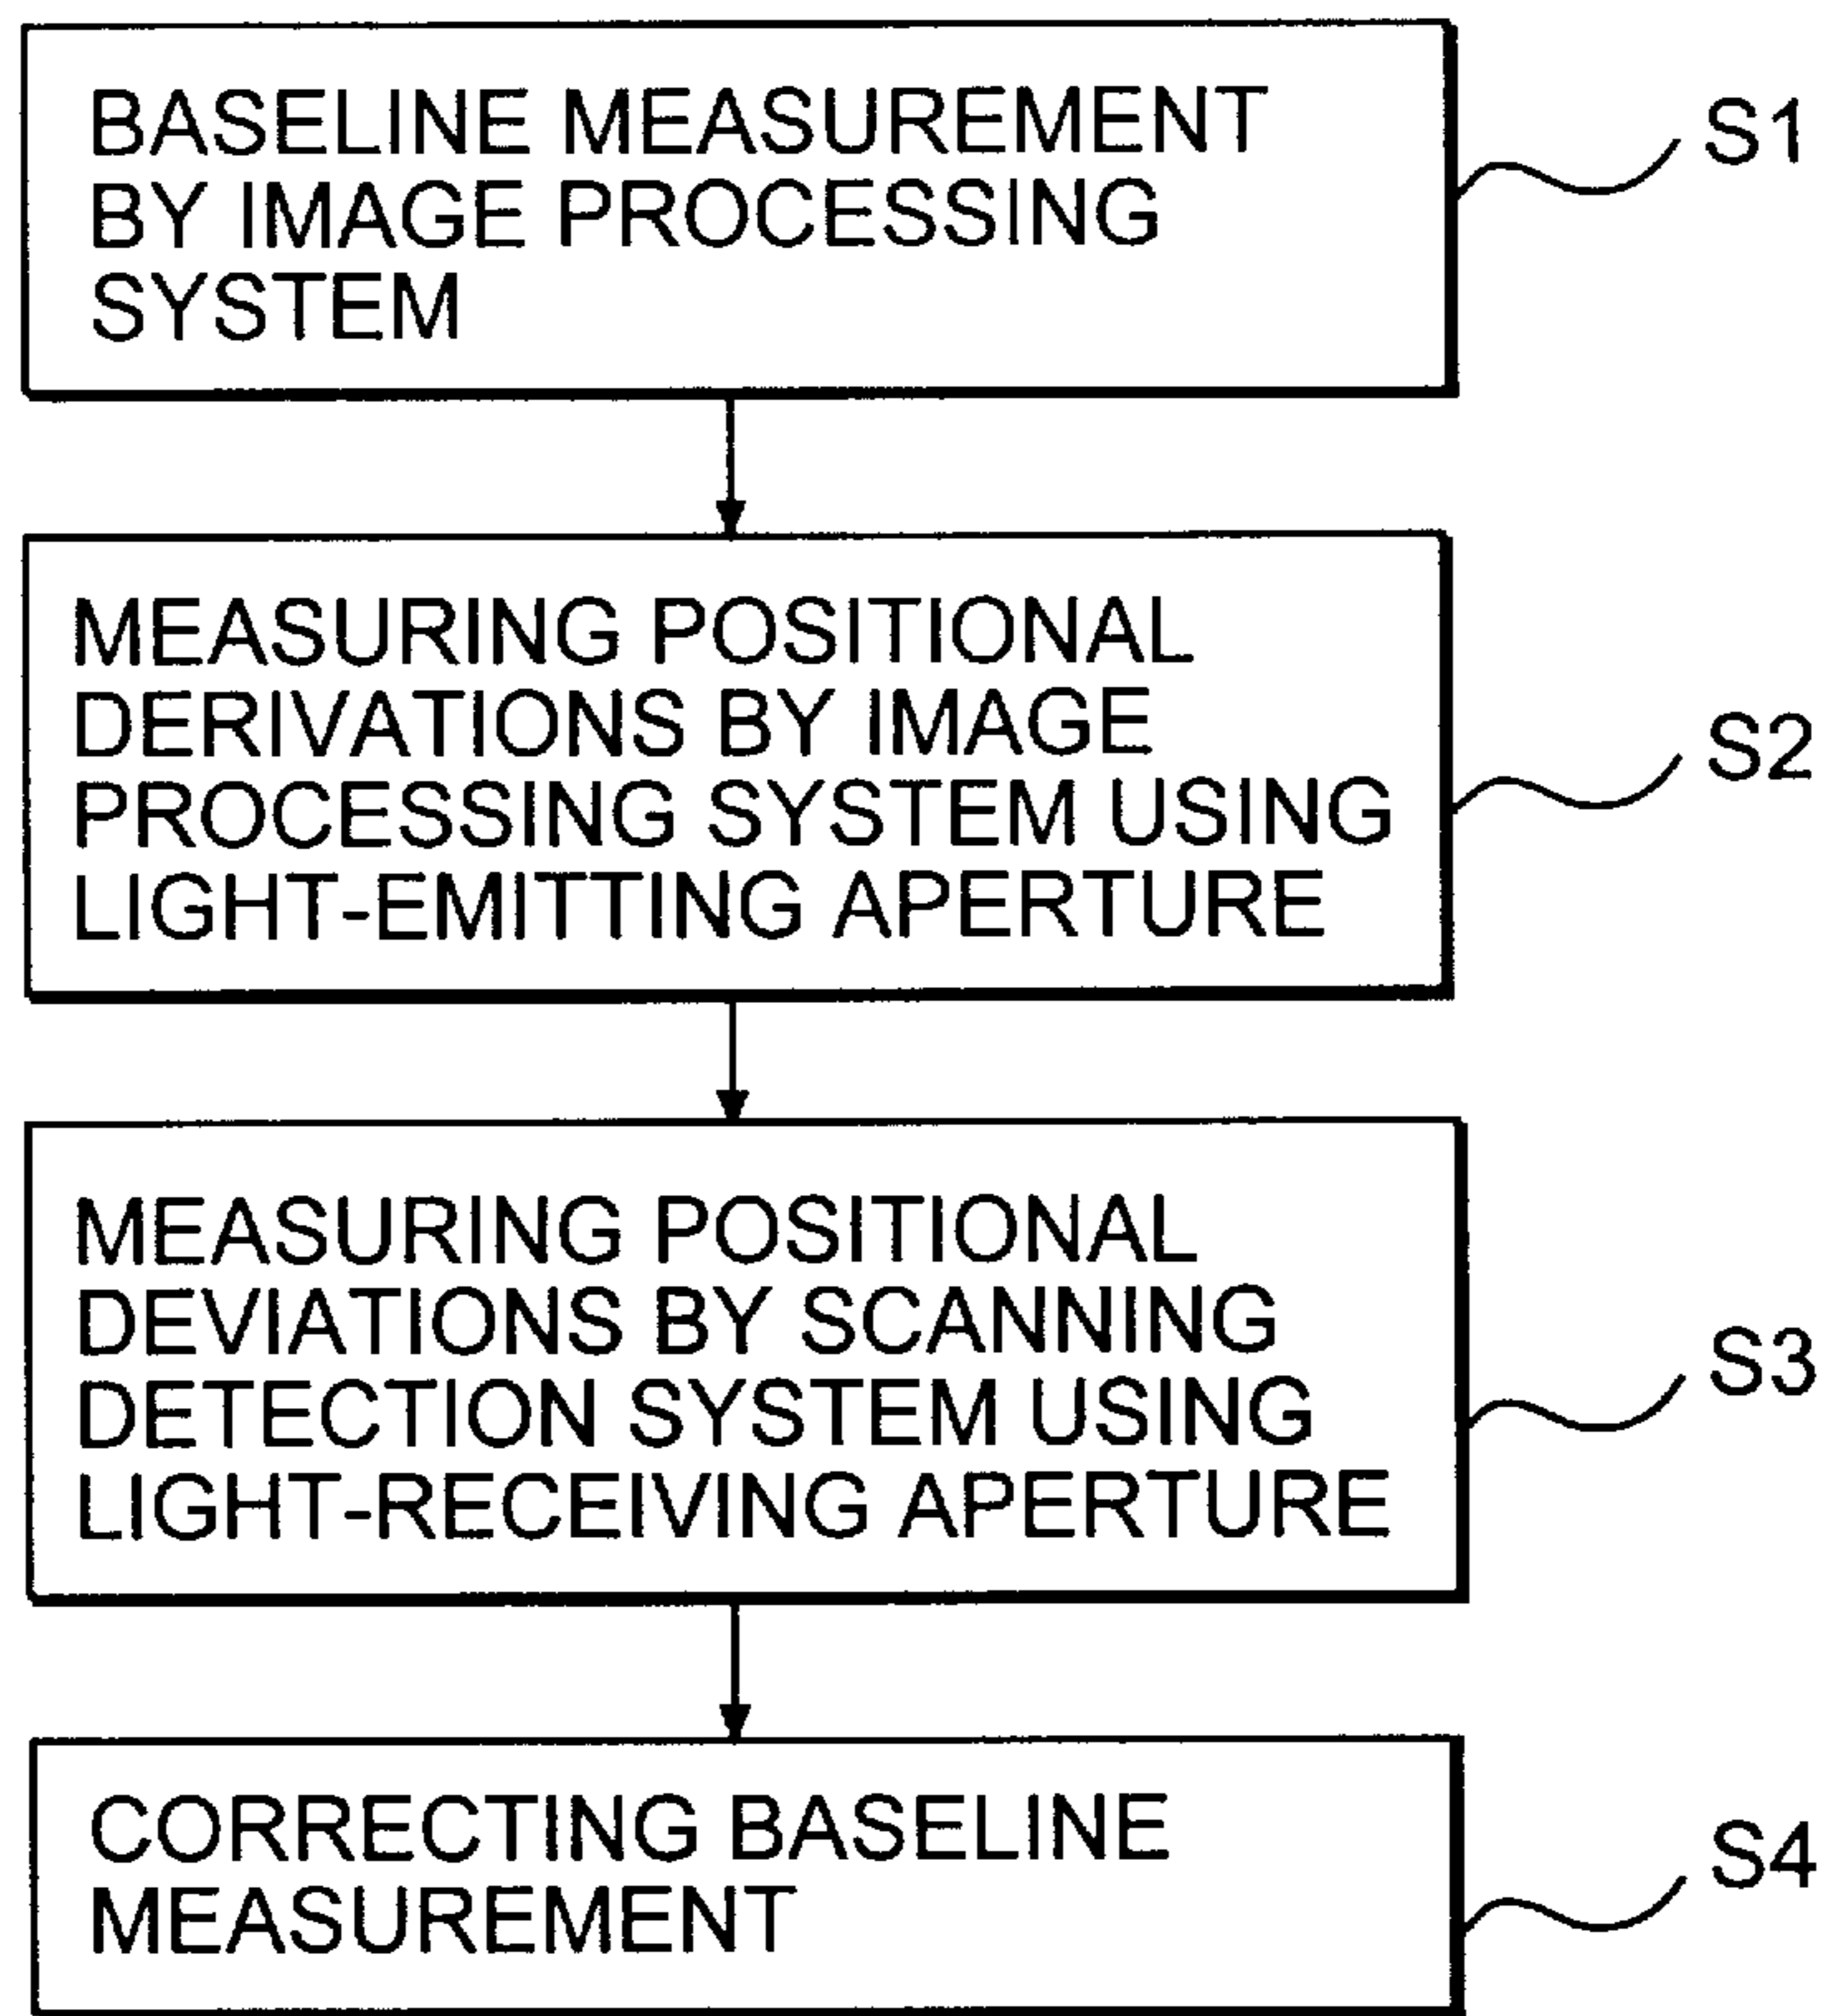 BASELINE MEASUREMENT
BY IMAGE PROCESSING
SYSTEM
S1
MEASURING POSITIONAL
DERIVATIONS BY IMAGE
PROCESSING SYSTEM USING
LIGHT-EMITTING APERTURE
S2
MEASURING POSITIONAL
DEVIATIONS BY SCANNING
DETECTION SYSTEM USING
LIGHT-RECEIVING APERTURE
S3
CORRECTING BASELINE
MEASUREMENT
S4